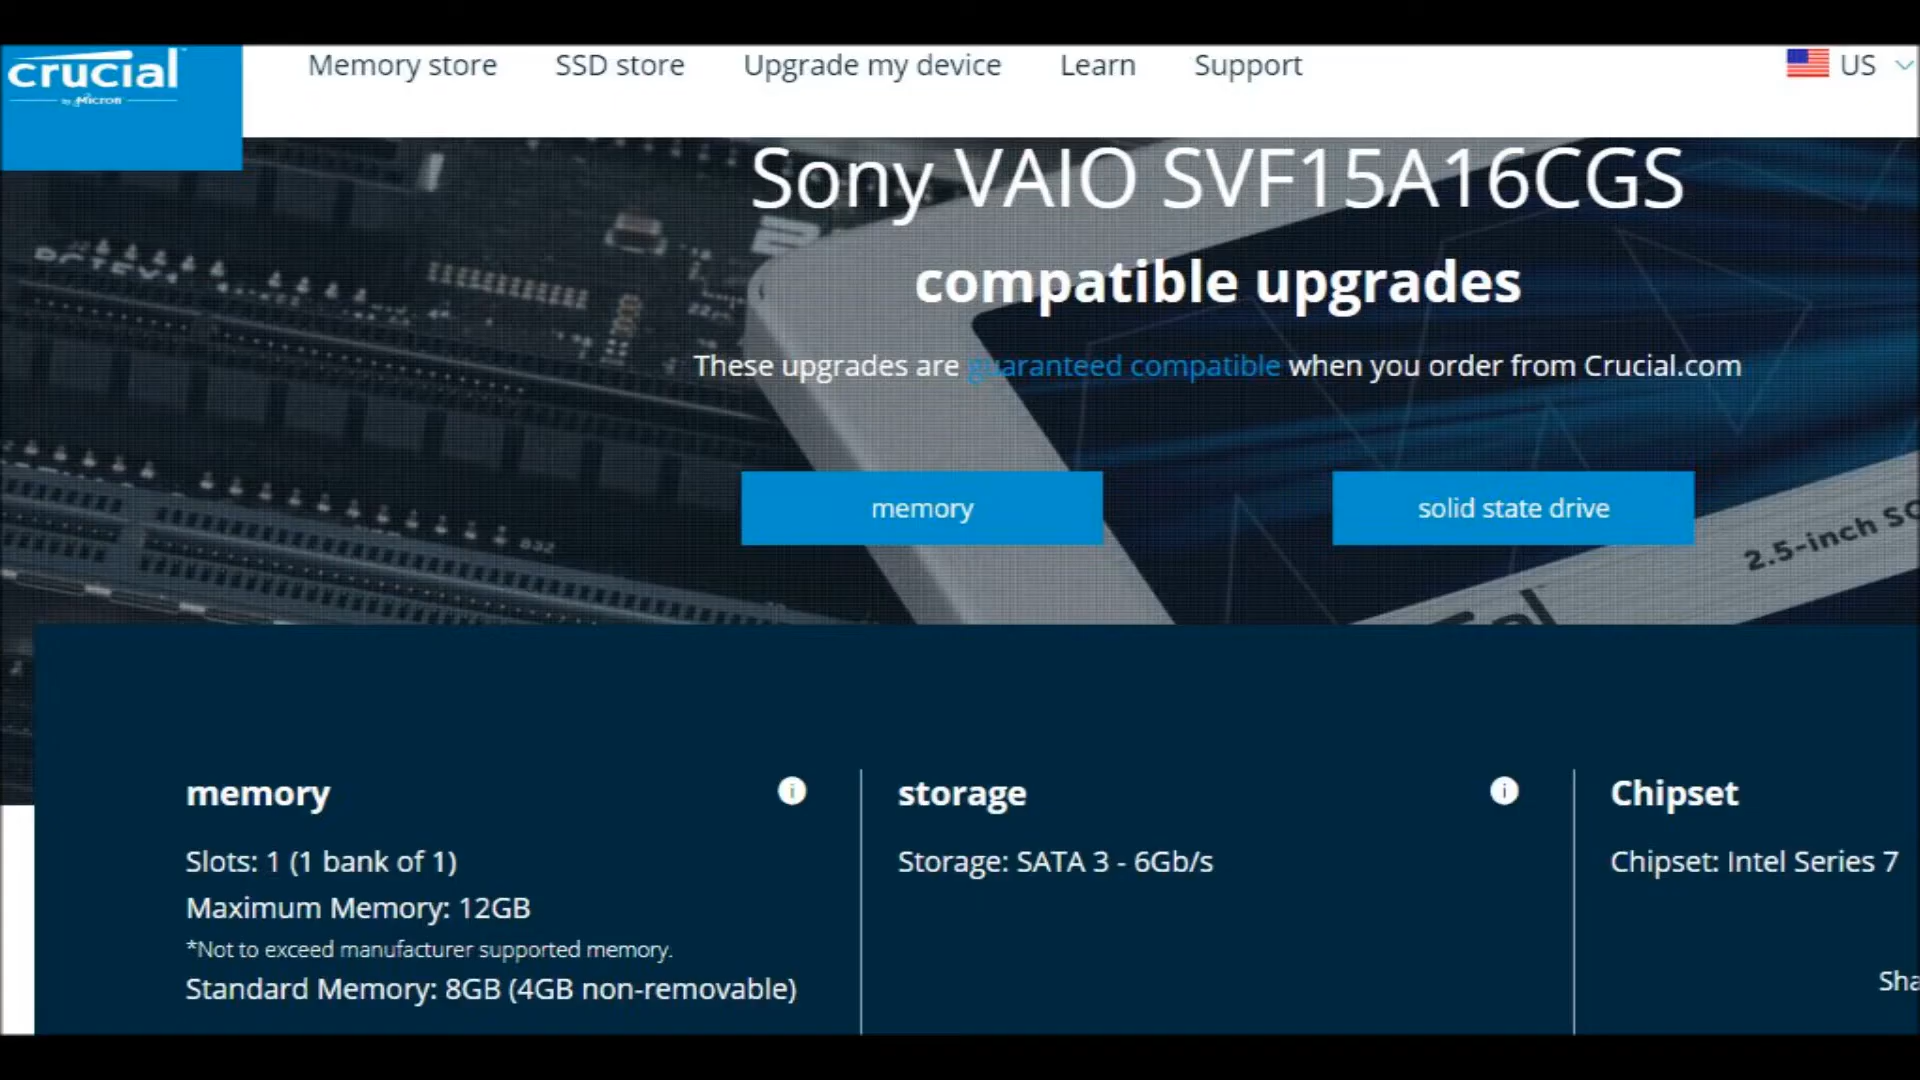 crucial
by Micron
Memory store SSD store Upgrade my device Learn Support US
Sony VAIO SVF15A16CGS
compatible upgrades
These upgrades are guaranteed compatible when you order from Crucial.com
memory solid state drive
2.5-inch
memory
Slots: 1 (1 bank of 1)
Maximum Memory: 12GB
*Not to exceed manufacturer supported memory.
Standard Memory: 8GB (4GB non-removable)
storage
Storage: SATA 3 - 6Gb/s
Chipset
Chipset: Intel Series 7
Sha